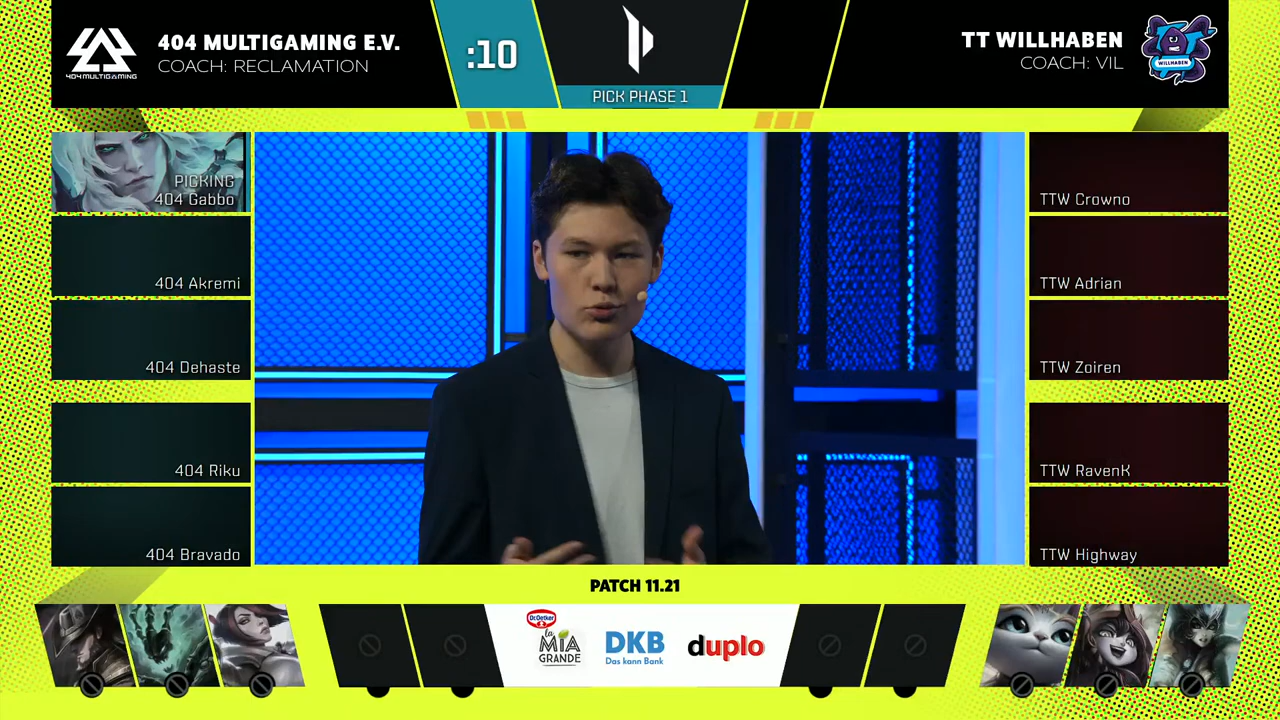 404 MULTIGAMING E.V.
COACH: RECLAMATION
404 MULTIGAMING
:10
PICK PHASE 1
TT WILLHABEN
COACH: VIL
WILLHABEN
PICKING
404 Gabbo
404 Akremi
404 Dehaste
404 Riku
404 Bravado
TTW Crowno
TTW Adrian
TTW Zoiren
TTW RavenK
TTW Highway
PATCH 11.21
Dr.Oetker
la
MIA
GRANDE
DKB
Das kann Bank
duplo